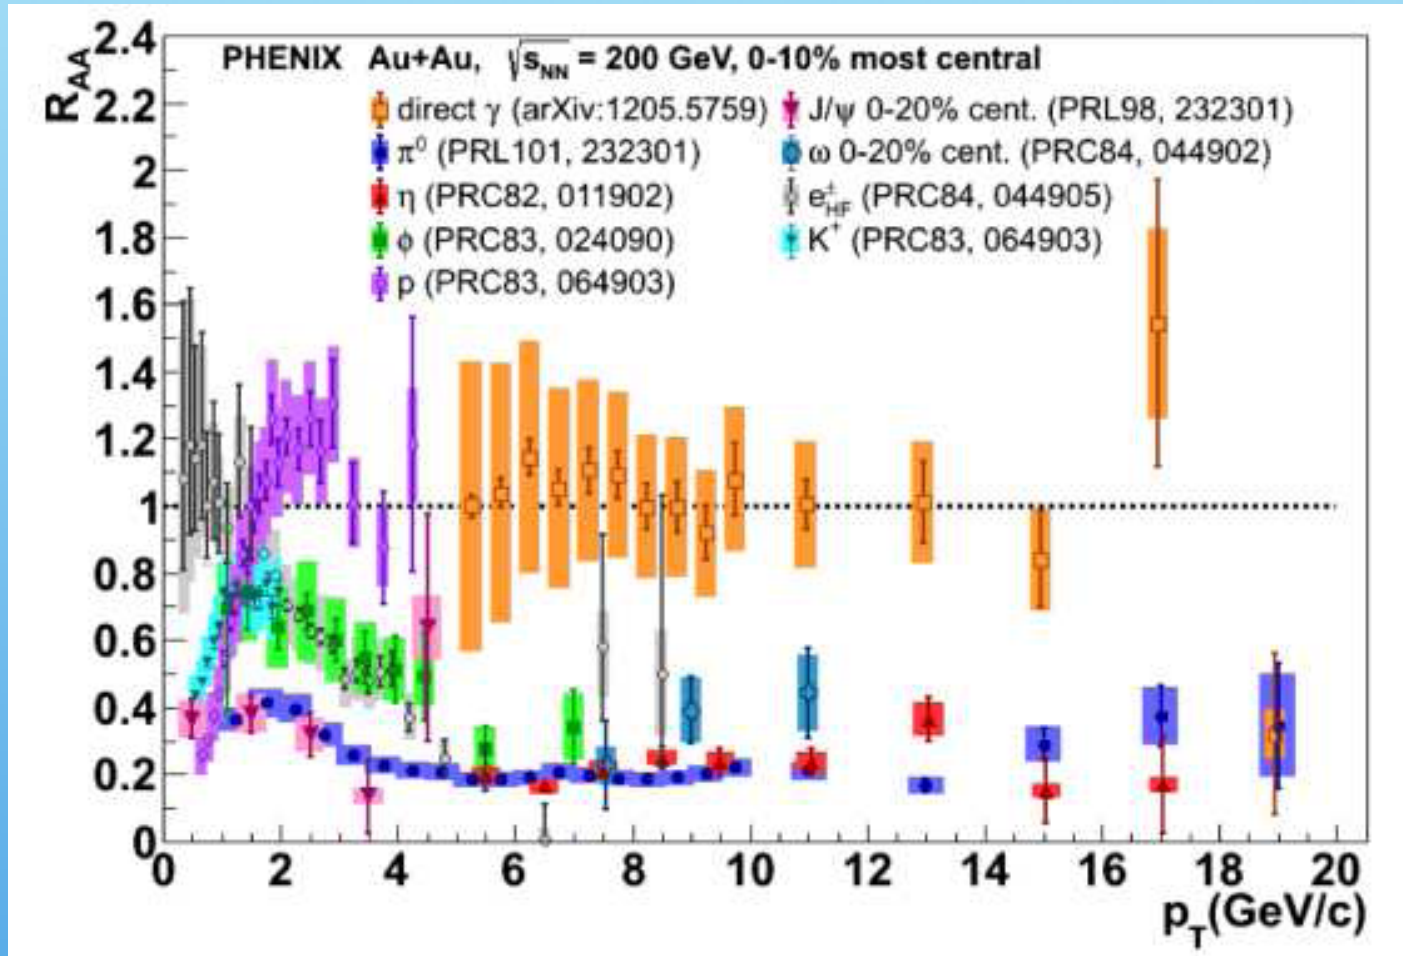 PHENIX Au+Au, √sNN = 200 GeV, 0-10% most central
direct γ (arXiv:1205.5759)
π⁰ (PRL101, 232301)
η (PRC82, 011902)
ϕ (PRC83, 024090)
p (PRC83, 064903)
J/ψ 0-20% cent. (PRL98, 232301)
ω 0-20% cent. (PRC84, 044902)
e±HF (PRC84, 044905)
K⁺ (PRC83, 064903)
RAA
2.4
2.2
2
1.8
1.6
1.4
1.2
1
0.8
0.6
0.4
0.2
0
0 2 4 6 8 10 12 14 16 18 20
pT(GeV/c)